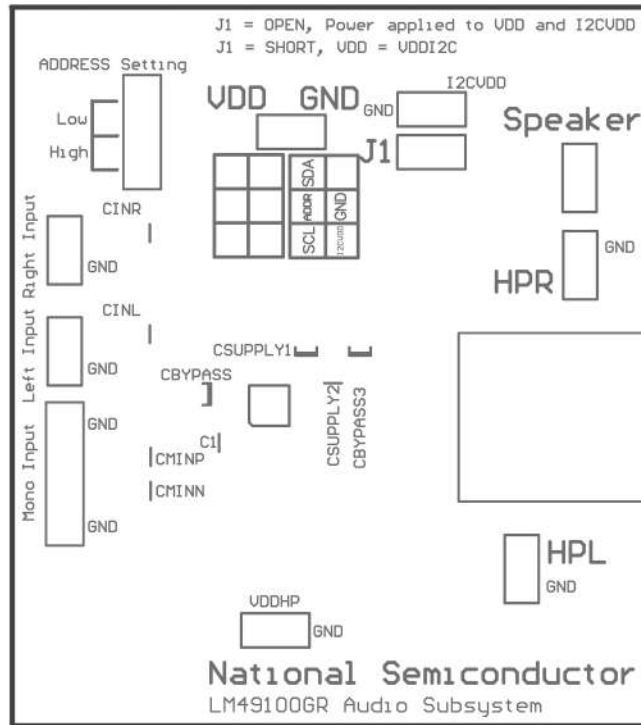 J1 = OPEN, Power applied to VDD and I2CVDD
J1 = SHORT, VDD = VDDI2C
ADDRESS Setting
Low
High
VDD GND
I2CVDD
GND
J1
Speaker
SDA
ADDR GND
SCL I2CVDD
CINR
Right Input
GND
GND
HPR
CINL
Left Input
GND
CSUPPLY1
CBYPASS
CSUPPLY2
CBYPASS3
Mono Input
GND
C1
CMINP
CMINN
GND
HPL
GND
VDDHP
GND
National Semiconductor
LM49100GR Audio Subsystem